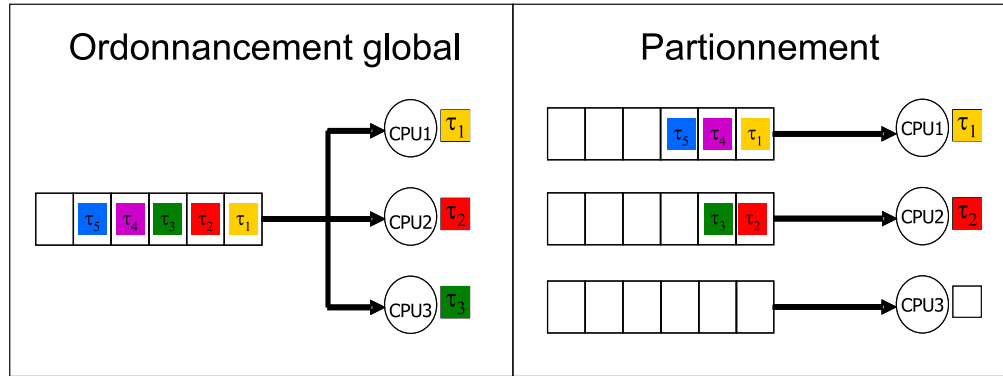 Ordonnancement global
CPU1 τ1
τ5 τ4 τ3 τ2 τ1 CPU2 τ2
CPU3 τ3
Partionnement
τ5 τ4 τ1 CPU1 τ1
τ3 τ2 CPU2 τ2
CPU3